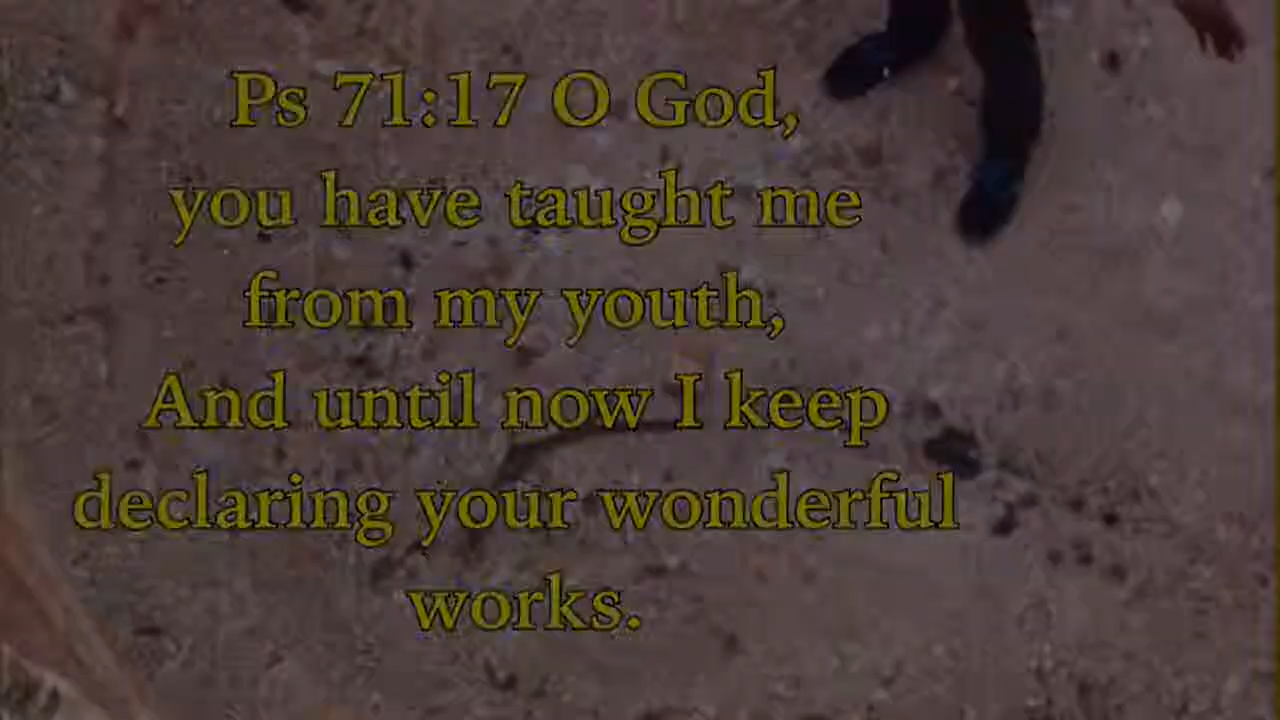 Ps 71:17 O God,
you have taught me
from my youth,
And until now I keep
declaring your wonderful
works.